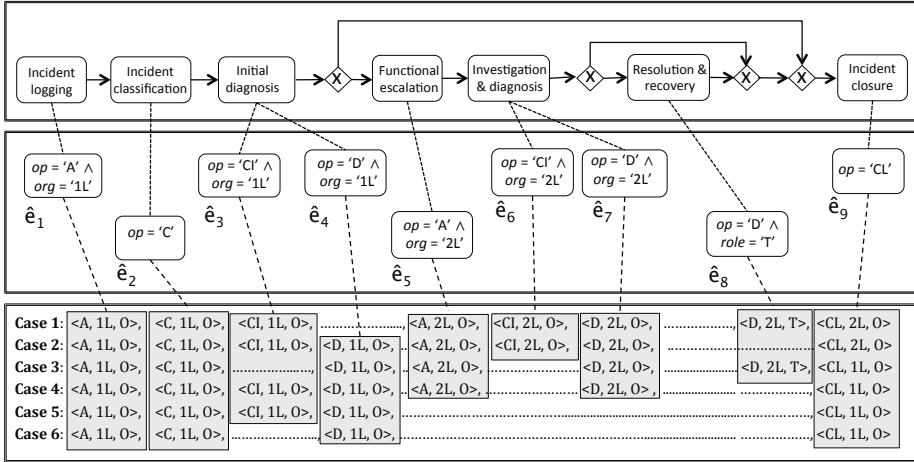 X
Incident logging
Incident classification
Initial diagnosis
X
Functional escalation
Investigation & diagnosis
X
Resolution & recovery
X
X
Incident closure
op = 'A' ∧
org = '1L'
ê1
op = 'C'
ê2
op = 'CI' ∧
org = '1L'
ê3
op = 'D' ∧
org = '1L'
ê4
op = 'A' ∧
org = '2L'
ê5
op = 'CI' ∧
org = '2L'
ê6
op = 'D' ∧
org = '2L'
ê7
op = 'D' ∧
role = 'T'
ê8
op = 'CL'
ê9
Case 1: <A, 1L, O>, <C, 1L, O>, <CI, 1L, O>, ..................., <A, 2L, O>, <CI, 2L, O>, <D, 2L, O>, .................. <D, 2L, T>, <CL, 2L, O>
Case 2: <A, 1L, O>, <C, 1L, O>, <CI, 1L, O>, <D, 1L, O>, <A, 2L, O>, <CI, 2L, O>, <D, 2L, O>, .................. <CL, 2L, O>
Case 3: <A, 1L, O>, <C, 1L, O>, ..................., <D, 1L, O>, <A, 2L, O>, .................. <D, 2L, O>, .................. <D, 2L, T>, <CL, 1L, O>
Case 4: <A, 1L, O>, <C, 1L, O>, <CI, 1L, O>, <D, 1L, O>, <A, 2L, O>, .................. <D, 2L, O>, .................. <CL, 1L, O>
Case 5: <A, 1L, O>, <C, 1L, O>, <CI, 1L, O>, <D, 1L, O>, .................. <CL, 1L, O>
Case 6: <A, 1L, O>, <C, 1L, O>, ..................., <D, 1L, O>, .................. <CL, 1L, O>